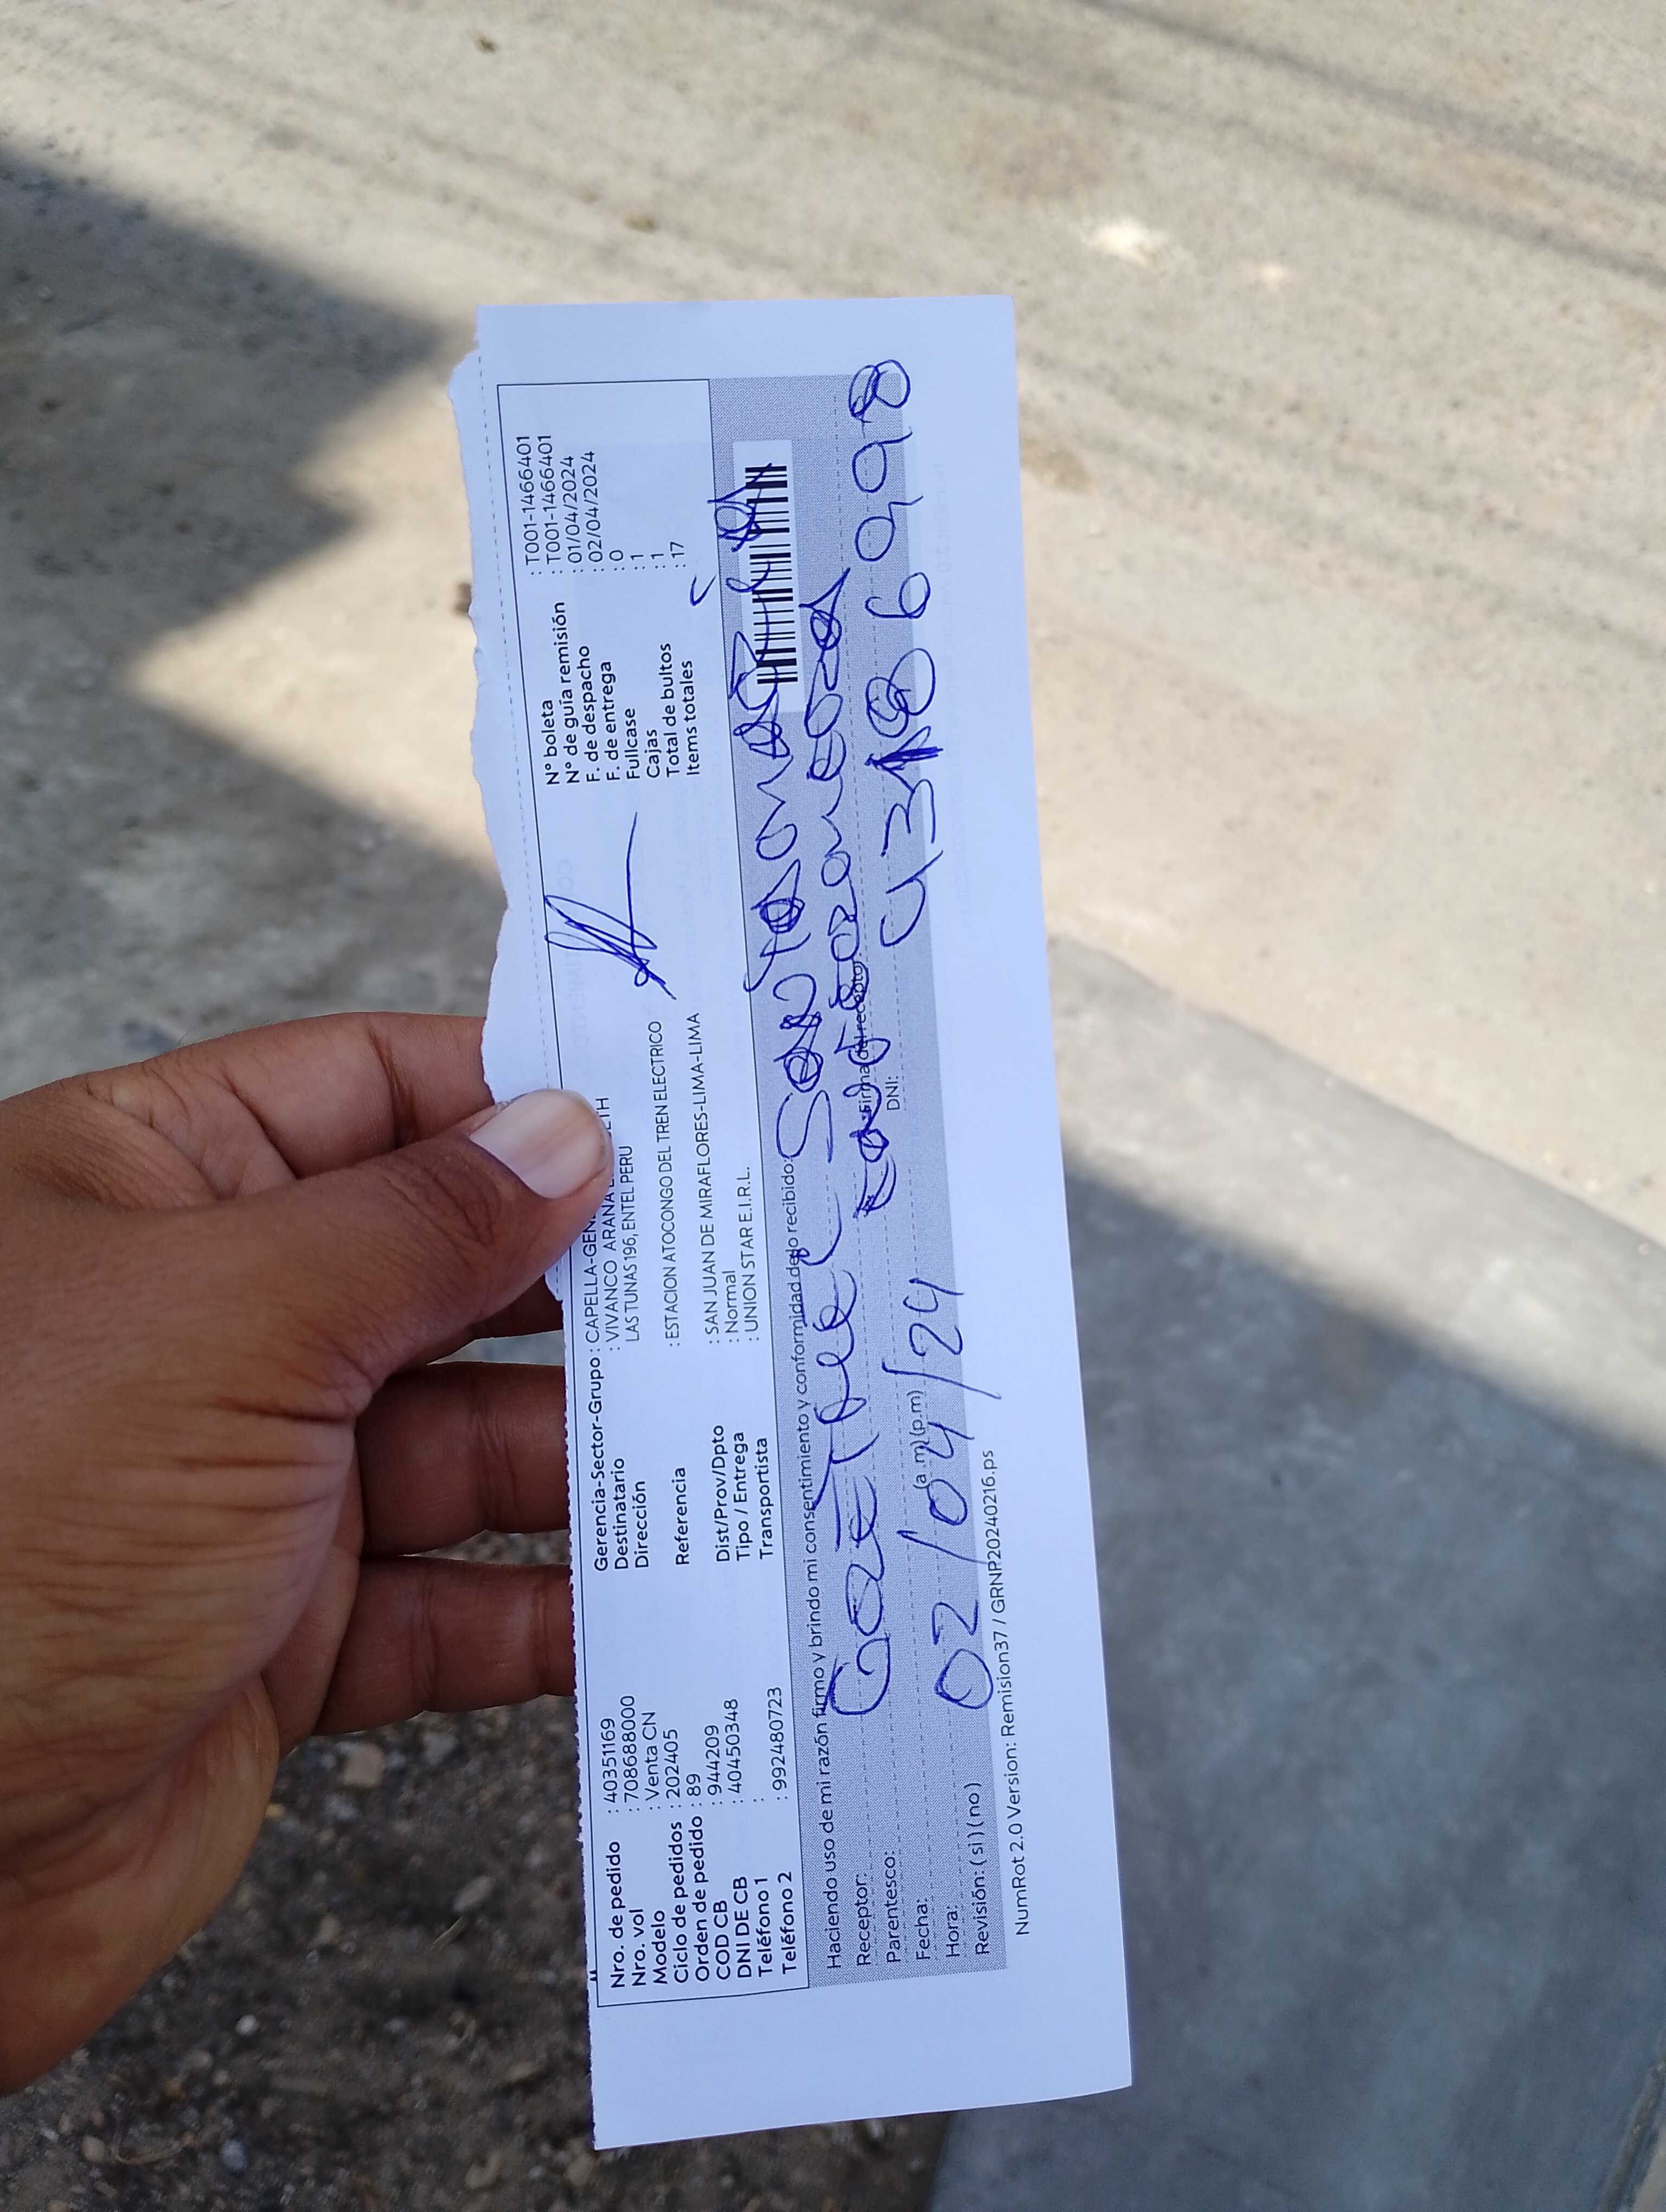 Nro. de pedido : 40351169
Nro. vol : 708688000
Modelo : Venta CN
Ciclo de pedidos : 202405
Orden de pedido : 89
COD CB : 944209
DNI DE CB : 40450348
Teléfono 1 :
Teléfono 2 : 992480723
Gerencia-Sector-Grupo : CAPELLA-GEN
Destinatario : VIVANCO ARANA
Dirección LAS TUNAS 196, ENTEL PERU
Referencia : ESTACION ATOCONGO DEL TREN ELECTRICO
Dist/Prov/Dpto : SAN JUAN DE MIRAFLORES-LIMA-LIMA
Tipo / Entrega : Normal
Transportista : UNION STAR E.I.R.L.
N° boleta : T001-1466401
N° de guía remisión : T001-1466401
F. de despacho : 01/04/2024
F. de entrega : 02/04/2024
Fullcase : 0
Cajas : 1
Total de bultos : 1
Items totales : 17
Haciendo uso de mi razón firmo y brindo mi consentimiento y conformidad de lo recibido:
Receptor:
Parentesco:
Firma del receptor:
DNI:
Fecha: 02/04/24
Hora: (a.m) (p.m)
Revisión: ( si ) ( no )
NumRot 2.0 Version: Remision37 / GRNP20240216.ps